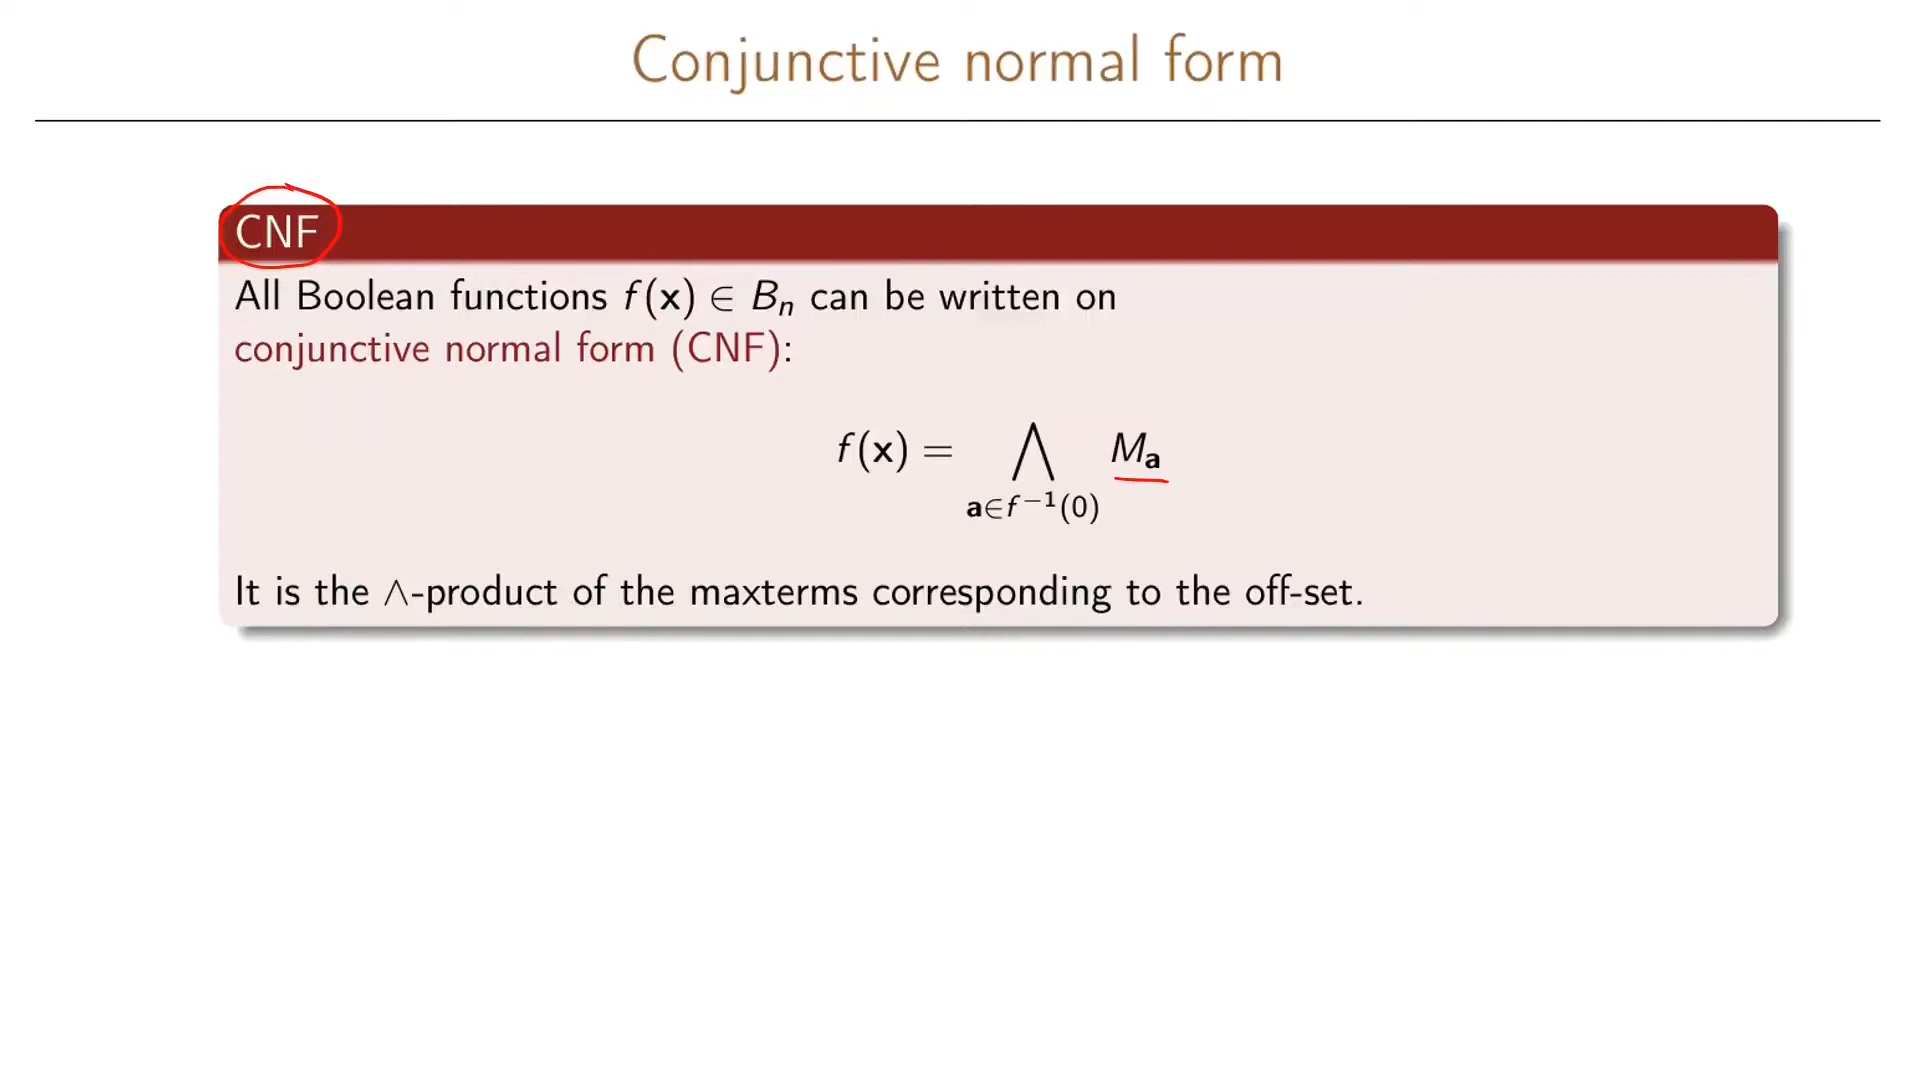 Conjunctive normal form
CNF
All Boolean functions f(x) ∈ Bₙ can be written on
conjunctive normal form (CNF):
f(x) = ⋀ Mₐ
a∈f⁻¹(0)
It is the ∧-product of the maxterms corresponding to the off-set.